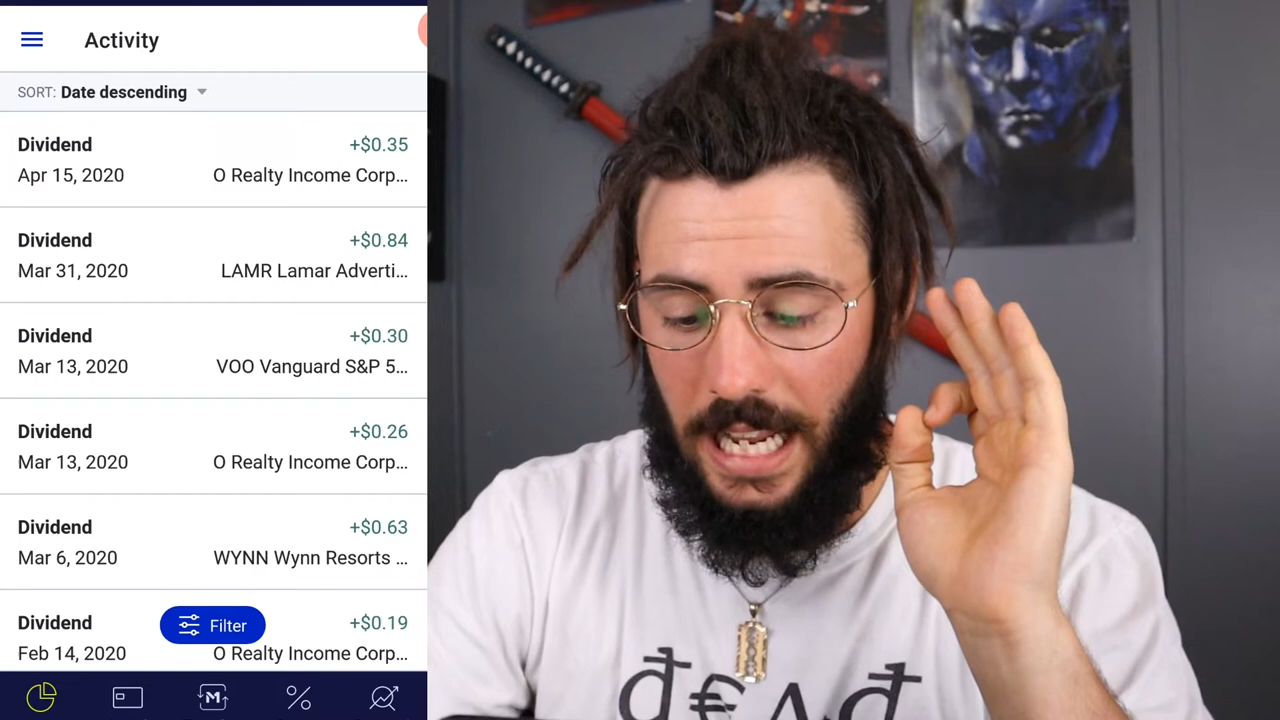 Activity
SORT: Date descending
Dividend +$0.35
Apr 15, 2020 O Realty Income Corp...
Dividend +$0.84
Mar 31, 2020 LAMR Lamar Adverti...
Dividend +$0.30
Mar 13, 2020 VOO Vanguard S&P 5...
Dividend +$0.26
Mar 13, 2020 O Realty Income Corp...
Dividend +$0.63
Mar 6, 2020 WYNN Wynn Resorts ...
Dividend +$0.19
Feb 14, 2020 O Realty Income Corp...
Filter
M
đ€Ʌđ